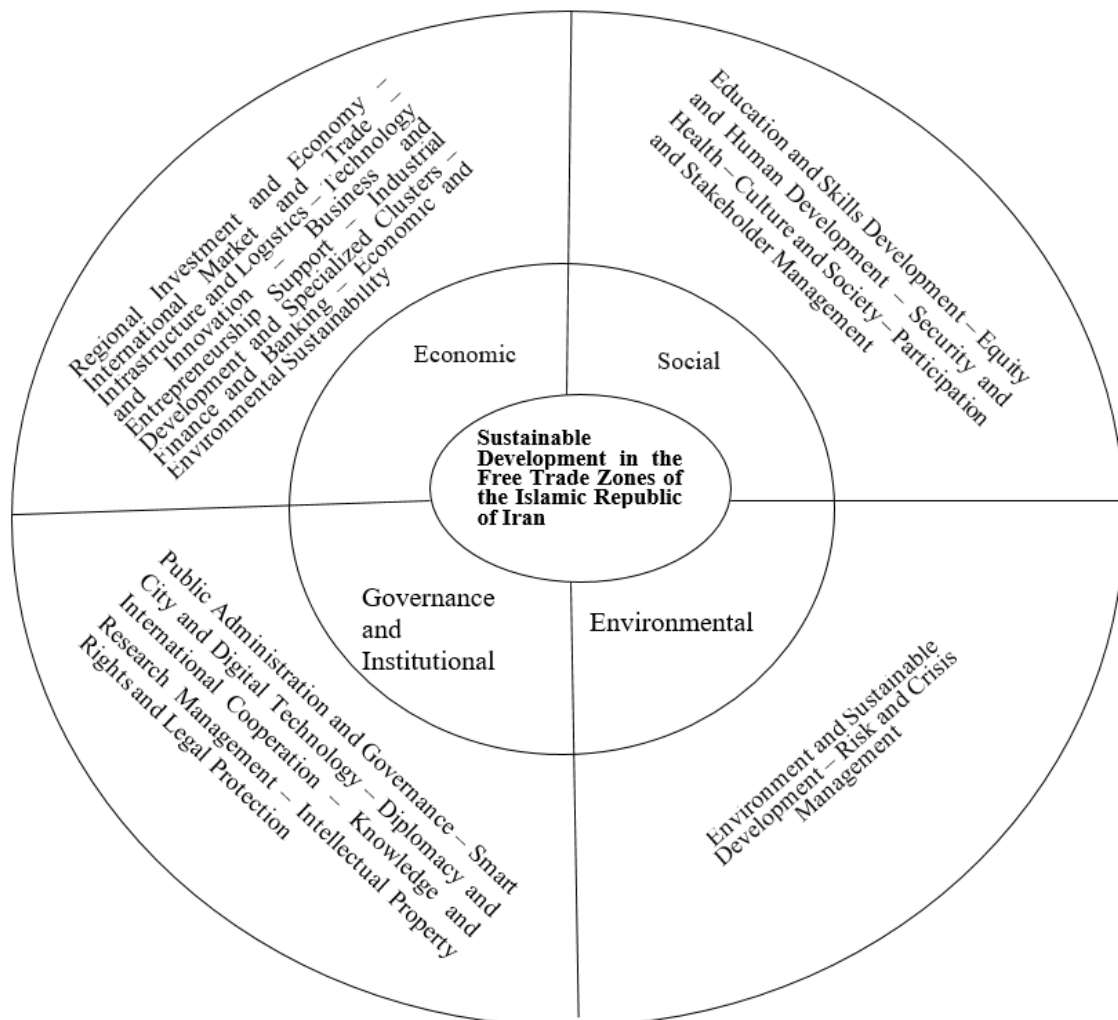 Regional Investment and Economy –
International Market and Trade –
Infrastructure and Logistics – Technology
and Innovation – Business and
Entrepreneurship Support – Industrial
Development and Specialized Clusters –
Finance and Banking – Economic and
Environmental Sustainability
Education and Skills Development – Equity
and Human Development – Security and
Health – Culture and Society – Participation
and Stakeholder Management
Economic
Social
Sustainable
Development in the
Free Trade Zones of
the Islamic Republic
of Iran
Governance
and
Institutional
Environmental
Public Administration and Governance – Smart
City and Digital Technology – Diplomacy and
International Cooperation – Knowledge and
Research Management – Intellectual Property
Rights and Legal Protection
Environment and Sustainable
Development – Risk and Crisis
Management